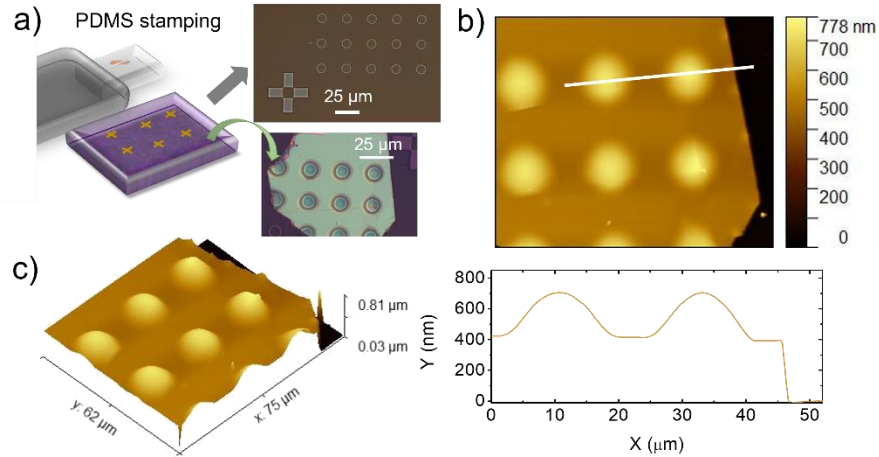 a)
PDMS stamping
25 µm
25 µm
b)
778 nm
700
600
500
400
300
200
0
c)
0.81 µm
0.03 µm
y: 62 µm
x: 75 µm
800
600
400
200
0
Y (nm)
0 10 20 30 40 50
X (µm)